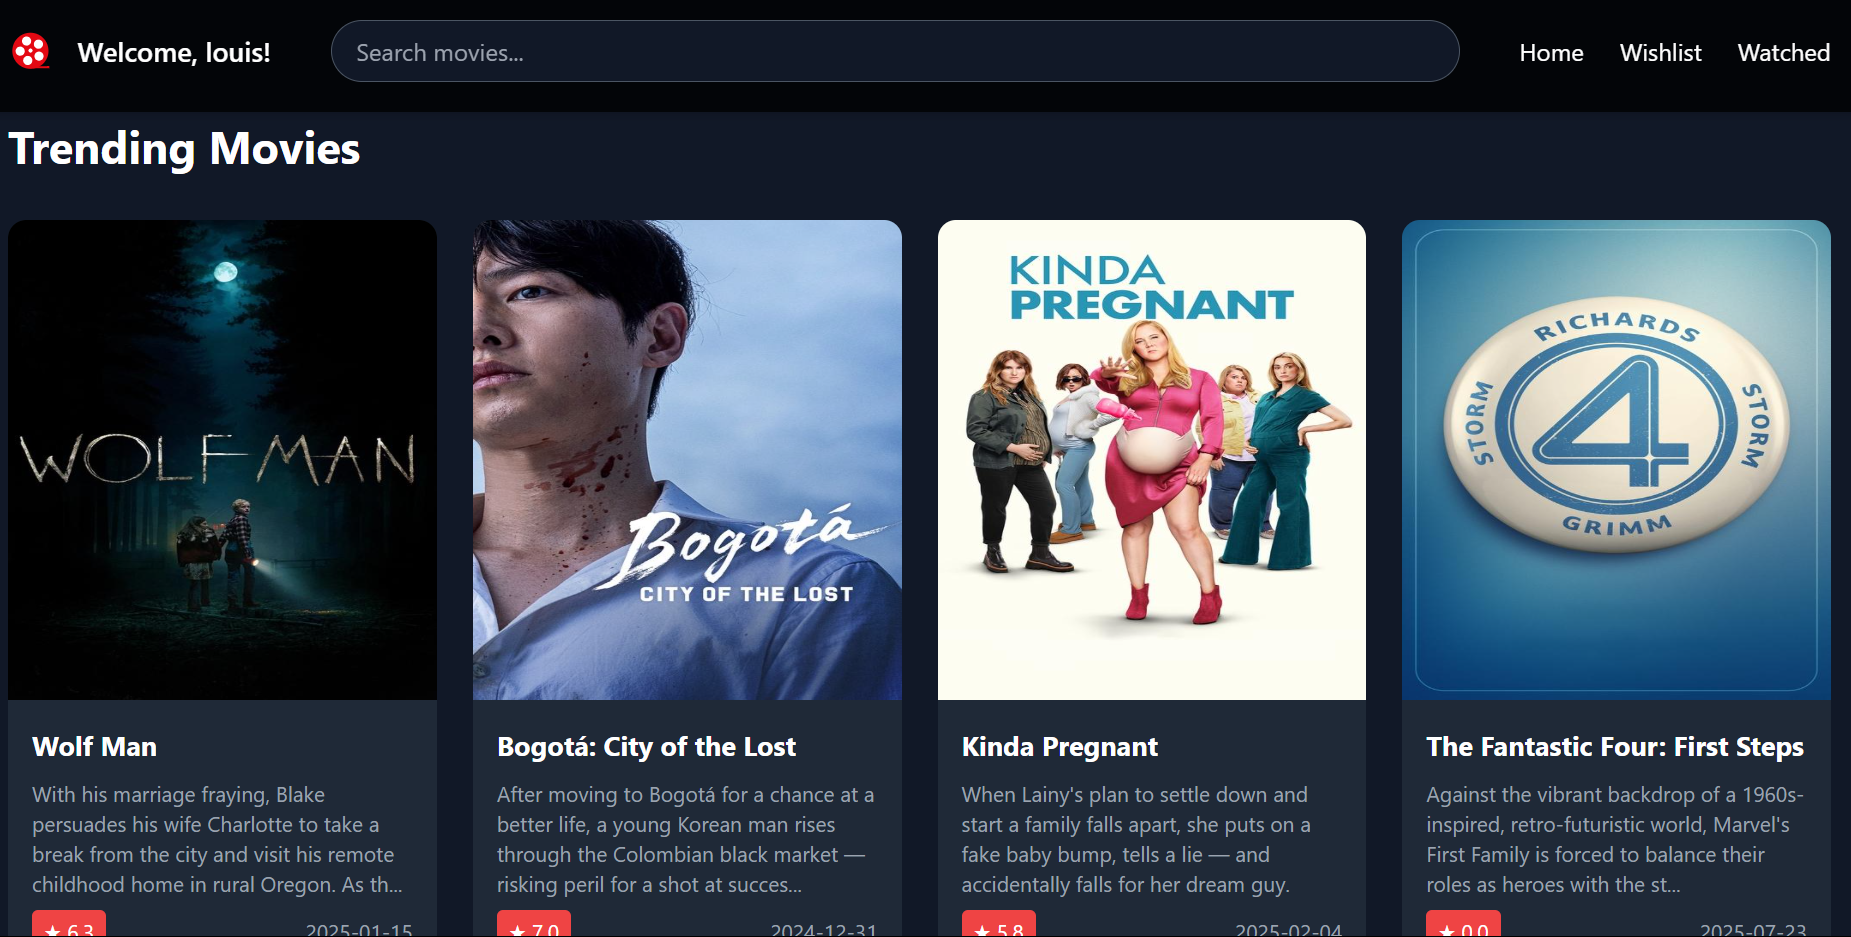 Welcome, louis!
Search movies...
Home
Wishlist
Watched
Trending Movies
WOLF MAN
Bogotá
CITY OF THE LOST
KINDA
PREGNANT
RICHARDS
STORM
4
STORM
GRIMM
Wolf Man
With his marriage fraying, Blake
persuades his wife Charlotte to take a
break from the city and visit his remote
childhood home in rural Oregon. As th...
★ 6.3
2025-01-15
Bogotá: City of the Lost
After moving to Bogotá for a chance at a
better life, a young Korean man rises
through the Colombian black market —
risking peril for a shot at succes...
★ 7.0
2024-12-31
Kinda Pregnant
When Lainy's plan to settle down and
start a family falls apart, she puts on a
fake baby bump, tells a lie — and
accidentally falls for her dream guy.
★ 5.8
2025-02-04
The Fantastic Four: First Steps
Against the vibrant backdrop of a 1960s-
inspired, retro-futuristic world, Marvel's
First Family is forced to balance their
roles as heroes with the st...
★ 0.0
2025-07-23